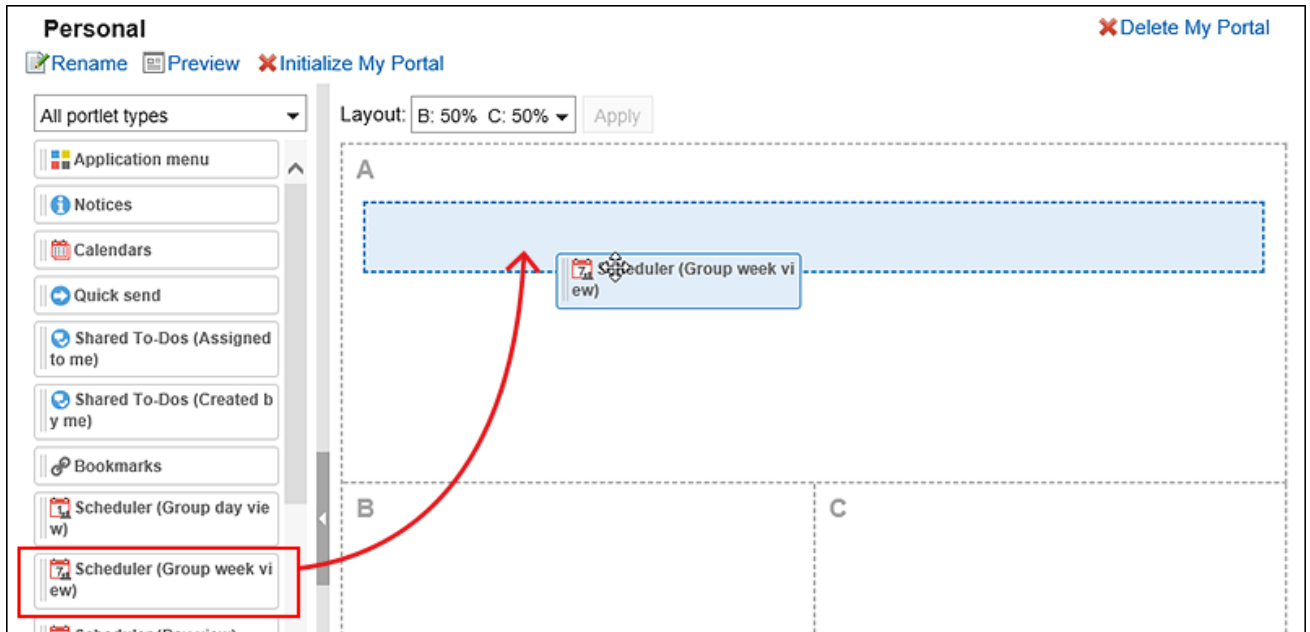 Personal
Delete My Portal
Rename Preview Initialize My Portal
All portlet types
Layout: B: 50% C: 50% Apply
Application menu
Notices
Calendars
Quick send
Shared To-Dos (Assigned
to me)
Shared To-Dos (Created b
y me)
Bookmarks
Scheduler (Group day vie
w)
Scheduler (Group week vi
ew)
A
Scheduler (Group week vi
ew)
B
C